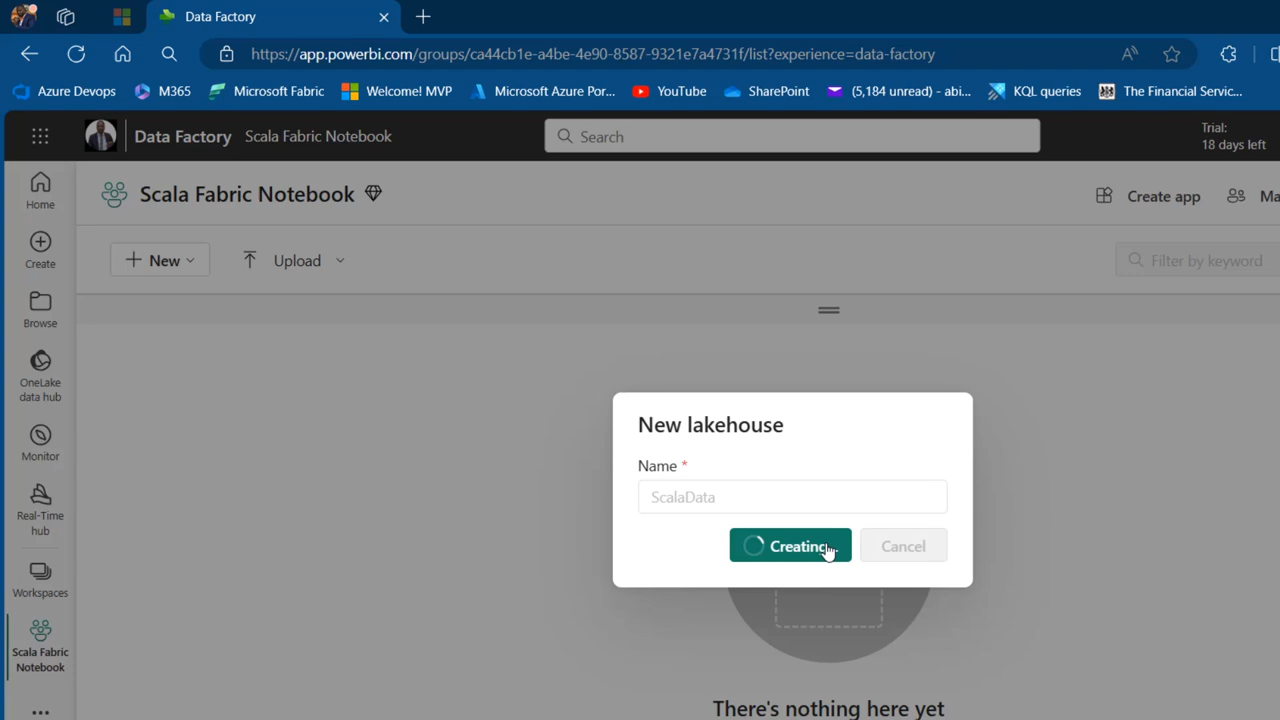 Data Factory
https://app.powerbi.com/groups/ca44cb1e-a4be-4e90-8587-9321e7a4731f/list?experience=data-factory
Azure Devops M365 Microsoft Fabric Welcome! MVP Microsoft Azure Por... YouTube SharePoint (5,184 unread) - abi... KQL queries The Financial Servic...
Data Factory Scala Fabric Notebook Search
Trial:
18 days left
Home
Create
Browse
OneLake
data hub
Monitor
Real-Time
hub
Workspaces
Scala Fabric
Notebook
Scala Fabric Notebook Create app Ma
New Upload Filter by keyword
New lakehouse
Name *
ScalaData
Creating... Cancel
There's nothing here yet